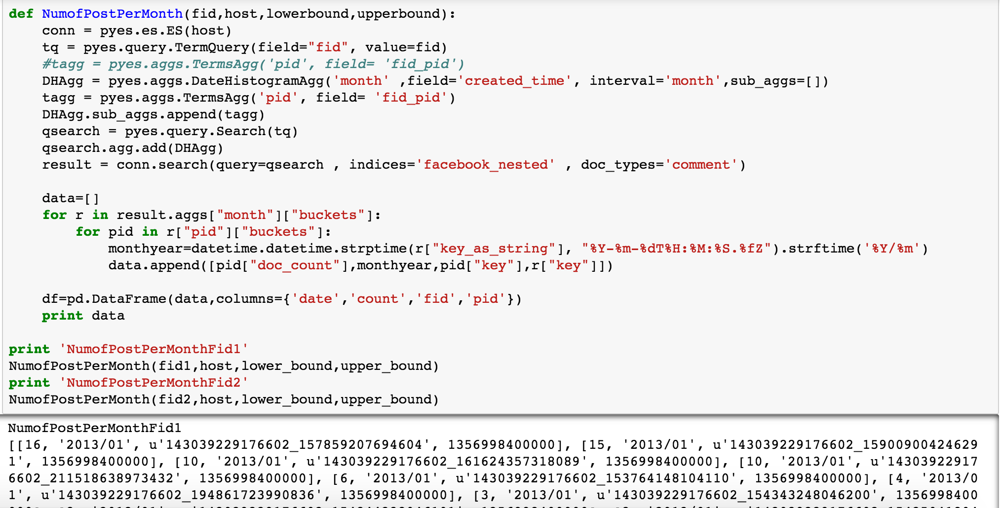 def NumofPostPerMonth(fid,host,lowerbound,upperbound):
    conn = pyes.es.ES(host)
    tq = pyes.query.TermQuery(field="fid", value=fid)
    #tagg = pyes.aggs.TermsAgg('pid', field= 'fid_pid')
    DHAgg = pyes.aggs.DateHistogramAgg('month' ,field='created_time', interval='month',sub_aggs=[])
    tagg = pyes.aggs.TermsAgg('pid', field= 'fid_pid')
    DHAgg.sub_aggs.append(tagg)
    qsearch = pyes.query.Search(tq)
    qsearch.agg.add(DHAgg)
    result = conn.search(query=qsearch , indices='facebook_nested' , doc_types='comment')
    data=[]
    for r in result.aggs["month"]["buckets"]:
        for pid in r["pid"]["buckets"]:
            monthyear=datetime.datetime.strptime(r["key_as_string"], "%Y-%m-%dT%H:%M:%S.%fZ").strftime('%Y/%m')
            data.append([pid["doc_count"],monthyear,pid["key"],r["key"]])
    df=pd.DataFrame(data,columns={'date','count','fid','pid'})
    print data
print 'NumofPostPerMonthFid1'
NumofPostPerMonth(fid1,host,lower_bound,upper_bound)
print 'NumofPostPerMonthFid2'
NumofPostPerMonth(fid2,host,lower_bound,upper_bound)
NumofPostPerMonthFid1
[[16, '2013/01', u'143039229176602_157859207694604', 1356998400000], [15, '2013/01', u'143039229176602_15900900424629
1', 1356998400000], [10, '2013/01', u'143039229176602_161624357318089', 1356998400000], [10, '2013/01', u'14303922917
6602_211518638973432', 1356998400000], [6, '2013/01', u'143039229176602_153764148104110', 1356998400000], [4, '2013/0
1', u'143039229176602_194861723990836', 1356998400000], [3, '2013/01', u'143039229176602_154343248046200', 1356998400